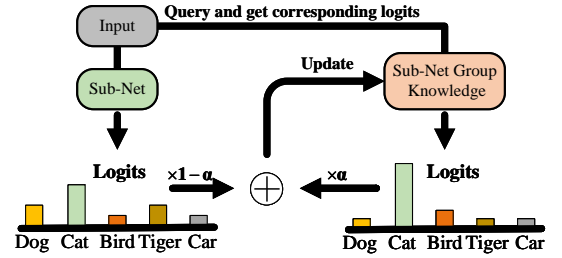 Query and get corresponding logits
Input
Sub-Net
Update
Sub-Net Group
Knowledge
Logits
×1−α
×α
Logits
Dog Cat Bird Tiger Car
Dog Cat Bird Tiger Car